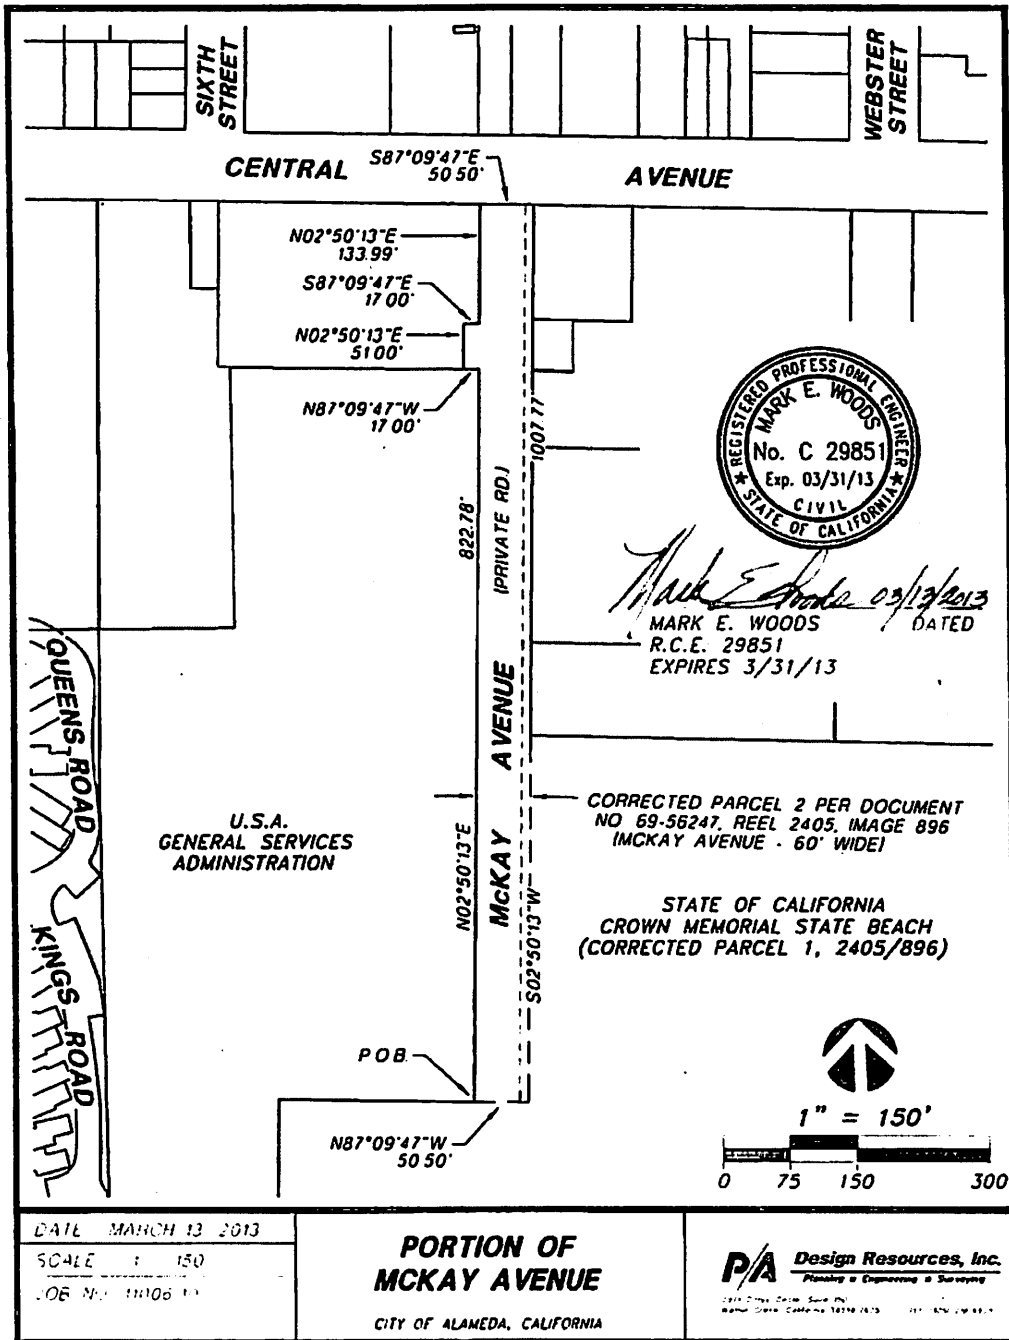 SIXTH
STREET
WEBSTER
STREET
CENTRAL
AVENUE
S87°09'47"E
50 50'
N02°50'13"E
133.99'
S87°09'47"E
17 00'
N02°50'13"E
51 00'
N87°09'47"W
17 00'
1007.77
822.78'
(PRIVATE RD.)
McKAY AVENUE
N02°50'13"E
S02°50'13"W
REGISTERED PROFESSIONAL ENGINEER
MARK E. WOODS
No. C 29851
Exp. 03/31/13
CIVIL
STATE OF CALIFORNIA
Mark E Woods 03/13/2013
MARK E. WOODS DATED
R.C.E. 29851
EXPIRES 3/31/13
QUEENS ROAD
KINGS ROAD
U.S.A.
GENERAL SERVICES
ADMINISTRATION
CORRECTED PARCEL 2 PER DOCUMENT
NO 69-56247, REEL 2405, IMAGE 896
(MCKAY AVENUE - 60' WIDE)
STATE OF CALIFORNIA
CROWN MEMORIAL STATE BEACH
(CORRECTED PARCEL 1, 2405/896)
P O B
N87°09'47"W
50 50'
1" = 150'
0 75 150 300
DATE MARCH 13 2013
SCALE 1 150
JOB NO.
PORTION OF
MCKAY AVENUE
CITY OF ALAMEDA, CALIFORNIA
P/A Design Resources, Inc.
Planning • Engineering • Surveying